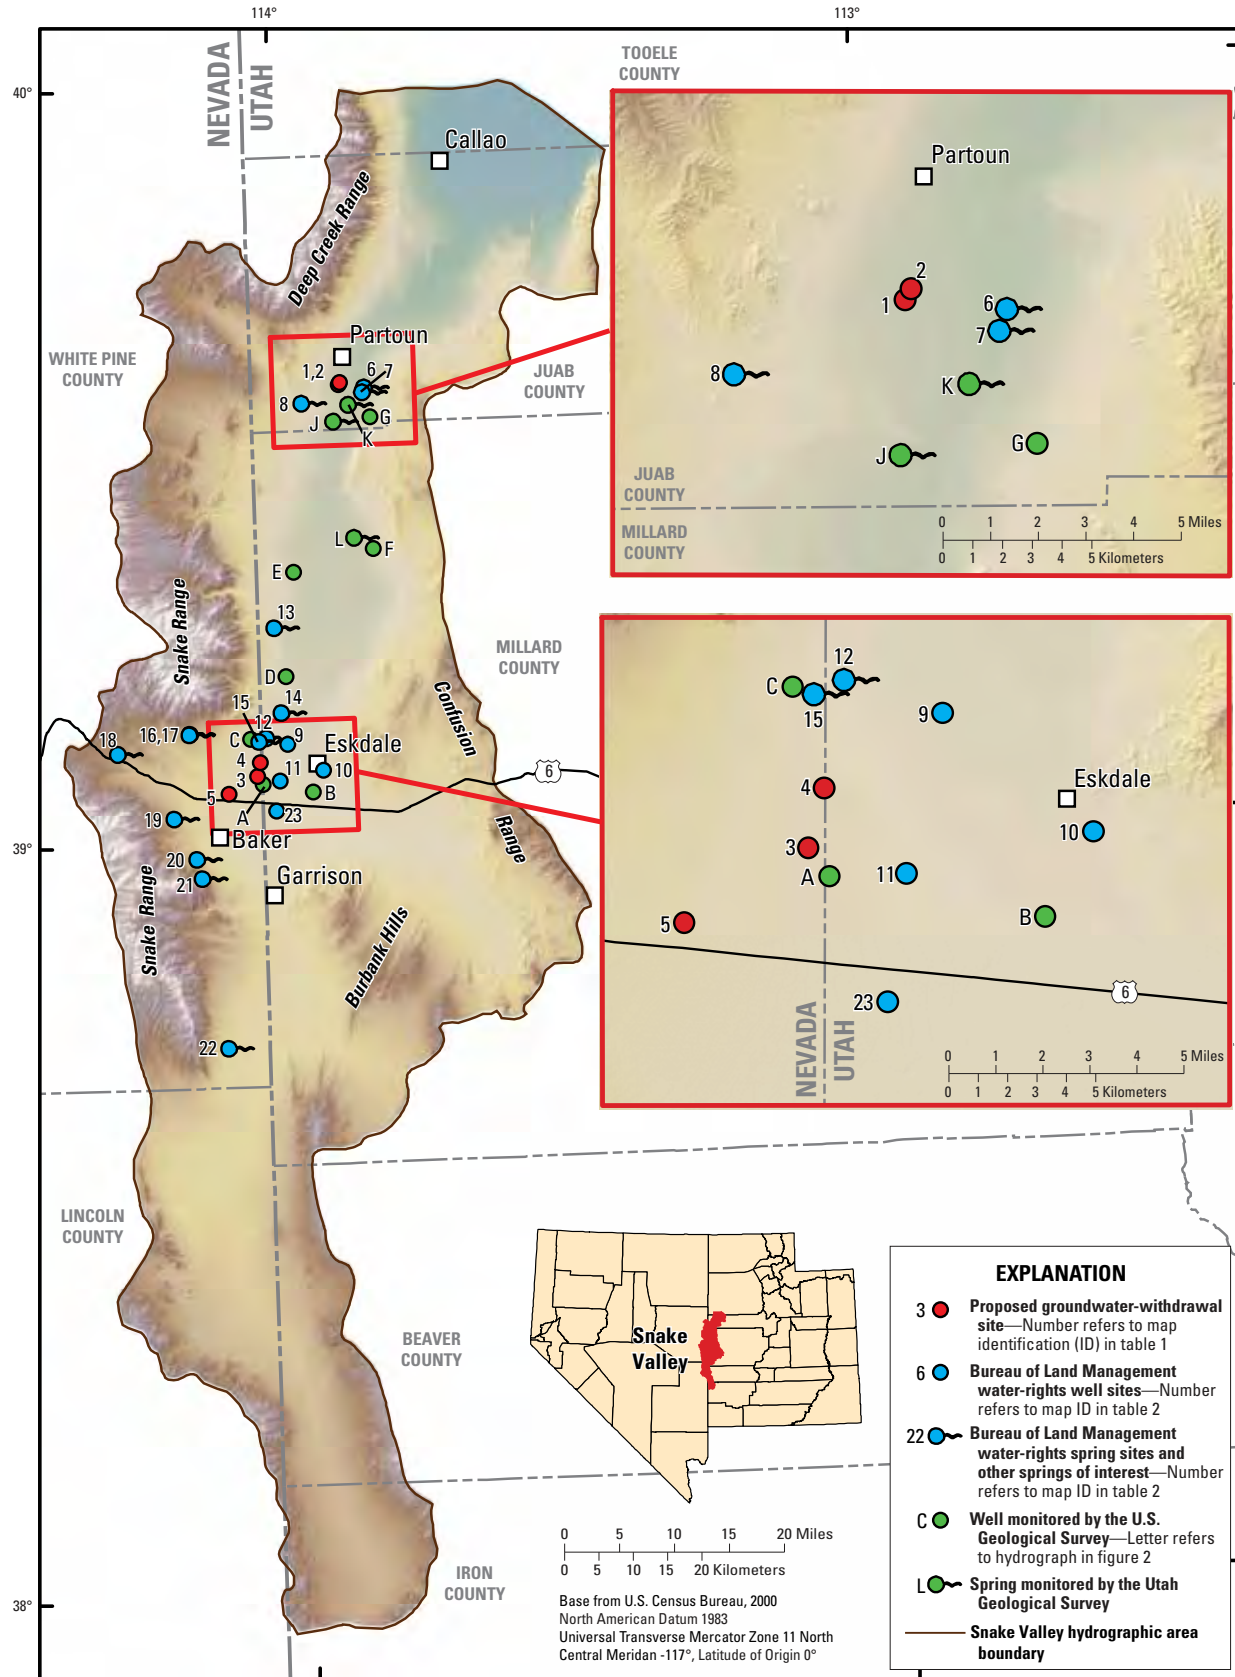 114°
113°
40°
NEVADA
UTAH
TOOELE
COUNTY
Callao
Deep Creek Range
Partoun
WHITE PINE
COUNTY
JUAB
COUNTY
1,2
6
7
8
J
G
K
L
F
E
13
Snake Range
D
MILLARD
COUNTY
Confusion
Range
14
15
12
9
16,17
C
18
4
Eskdale
3
11
10
5
A
B
6
23
19
Baker
39°
20
21
Garrison
Snake Range
Burbank Hills
22
LINCOLN
COUNTY
BEAVER
COUNTY
IRON
COUNTY
38°
Partoun
2
1
6
7
8
K
J
G
JUAB
COUNTY
MILLARD
COUNTY
0 1 2 3 4 5 Miles
0 1 2 3 4 5 Kilometers
12
C
15
9
4
Eskdale
10
3
A
11
B
5
6
23
NEVADA
UTAH
0 1 2 3 4 5 Miles
0 1 2 3 4 5 Kilometers
Snake
Valley
0 5 10 15 20 Miles
0 5 10 15 20 Kilometers
Base from U.S. Census Bureau, 2000
North American Datum 1983
Universal Transverse Mercator Zone 11 North
Central Meridan -117°, Latitude of Origin 0°
EXPLANATION
3 Proposed groundwater-withdrawal
site—Number refers to map
identification (ID) in table 1
6 Bureau of Land Management
water-rights well sites—Number
refers to map ID in table 2
22 Bureau of Land Management
water-rights spring sites and
other springs of interest—Number
refers to map ID in table 2
C Well monitored by the U.S.
Geological Survey—Letter refers
to hydrograph in figure 2
L Spring monitored by the Utah
Geological Survey
Snake Valley hydrographic area
boundary